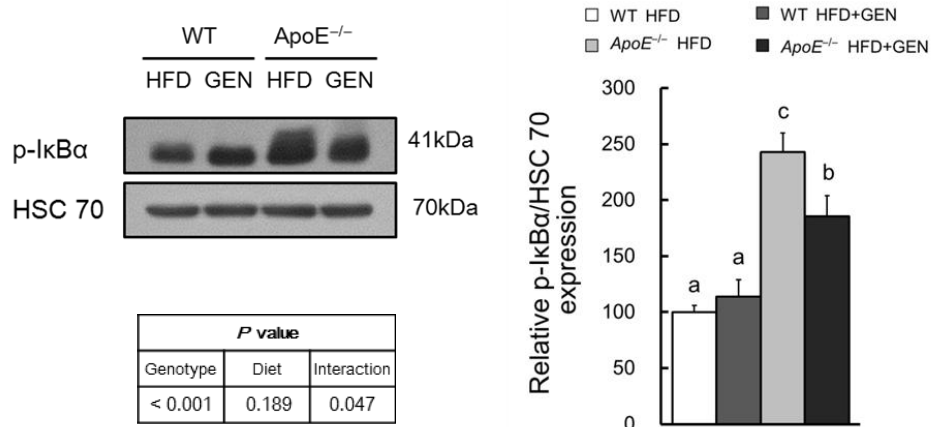 WT ApoE⁻/⁻
HFD GEN HFD GEN
p-IκBα 41kDa
HSC 70 70kDa
P value
Genotype Diet Interaction
< 0.001 0.189 0.047
WT HFD WT HFD+GEN
ApoE⁻/⁻ HFD ApoE⁻/⁻ HFD+GEN
Relative p-IκBα/HSC 70
expression
300
250
200
150
100
50
0
a
a
c
b